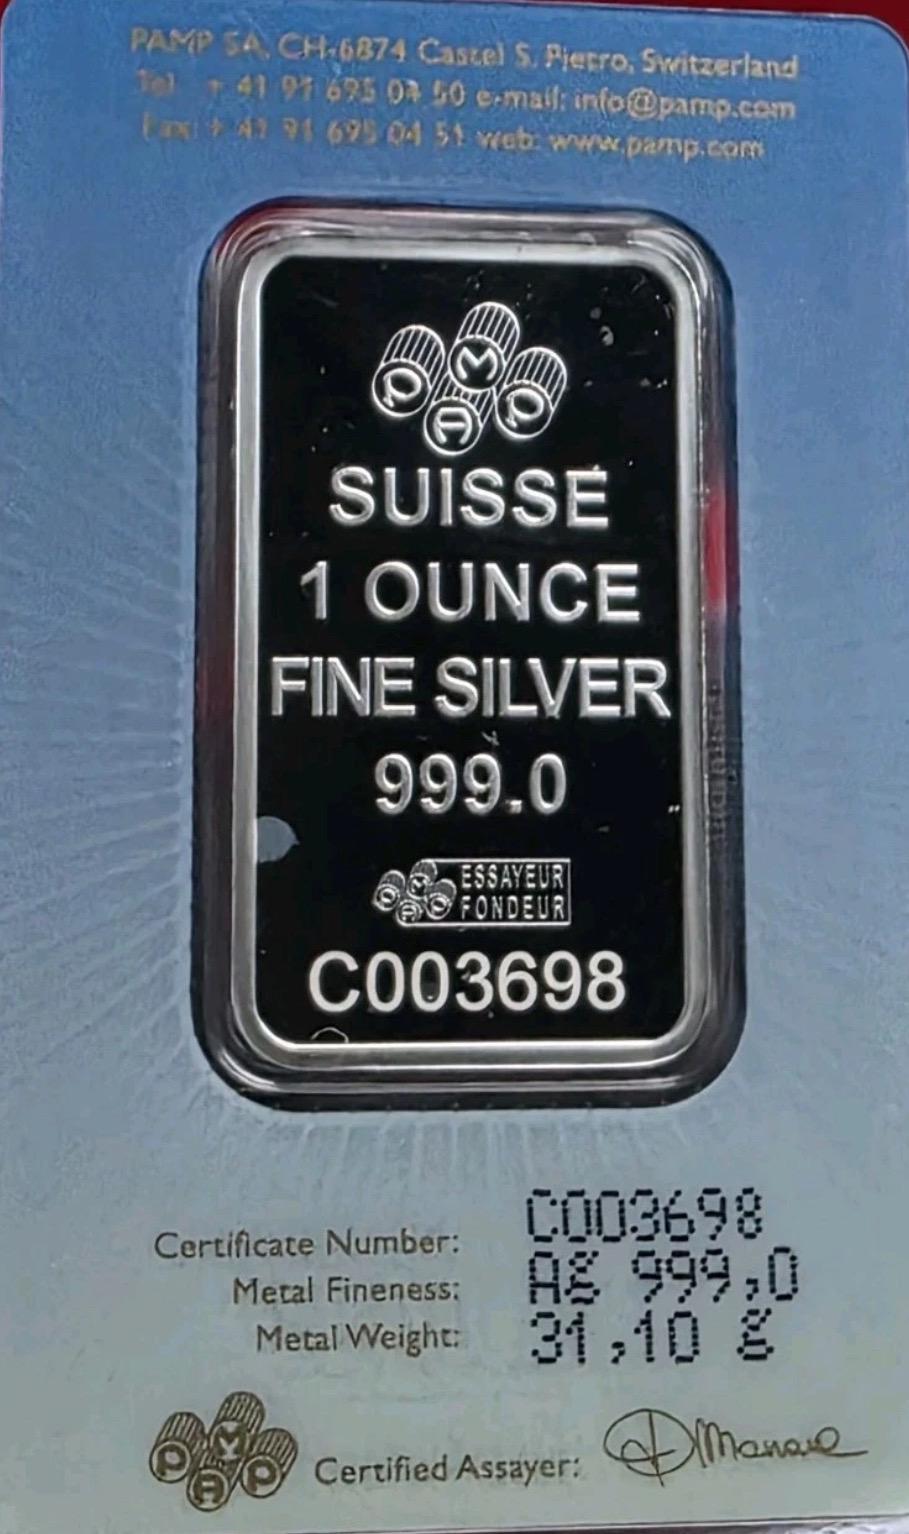 PAMP SA, CH-6874 Castel S. Pietro, Switzerland
Tel + 41 91 695 04 50 e-mail: info@pamp.com
Fax: + 41 91 695 04 51 web: www.pamp.com
PAMP
SUISSE
1 OUNCE
FINE SILVER
999.0
PAMP ESSAYEUR
FONDEUR
C003698
Certificate Number: C003698
Metal Fineness: Ag 999,0
Metal Weight: 31,10 g
PAMP Certified Assayer: